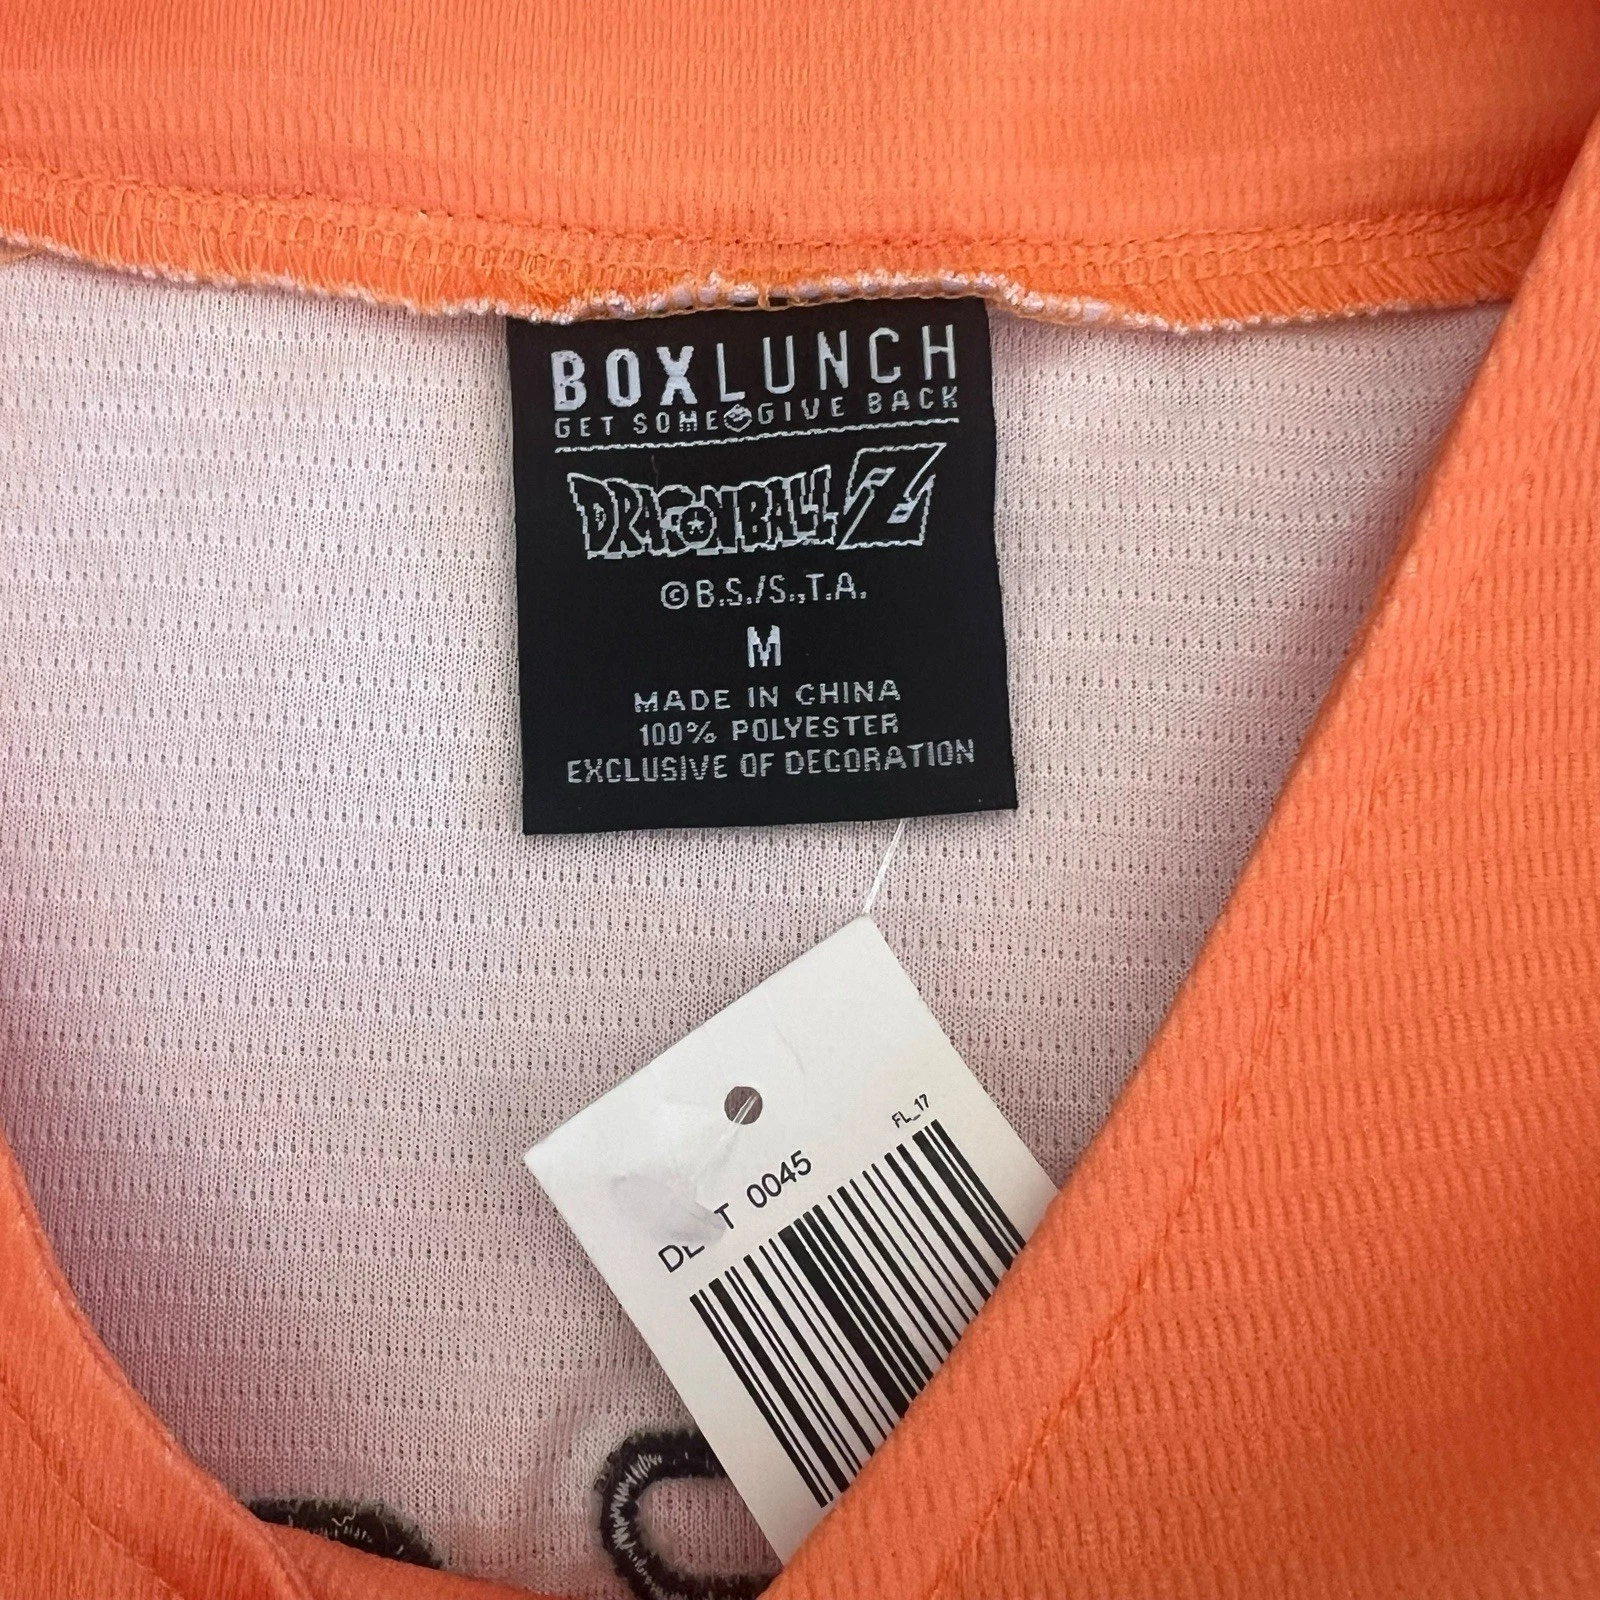 BOXLUNCH
GET SOME GIVE BACK
DRAGONBALL Z
©B.S./S.,T.A.
M
MADE IN CHINA
100% POLYESTER
EXCLUSIVE OF DECORATION
FL_17
0045